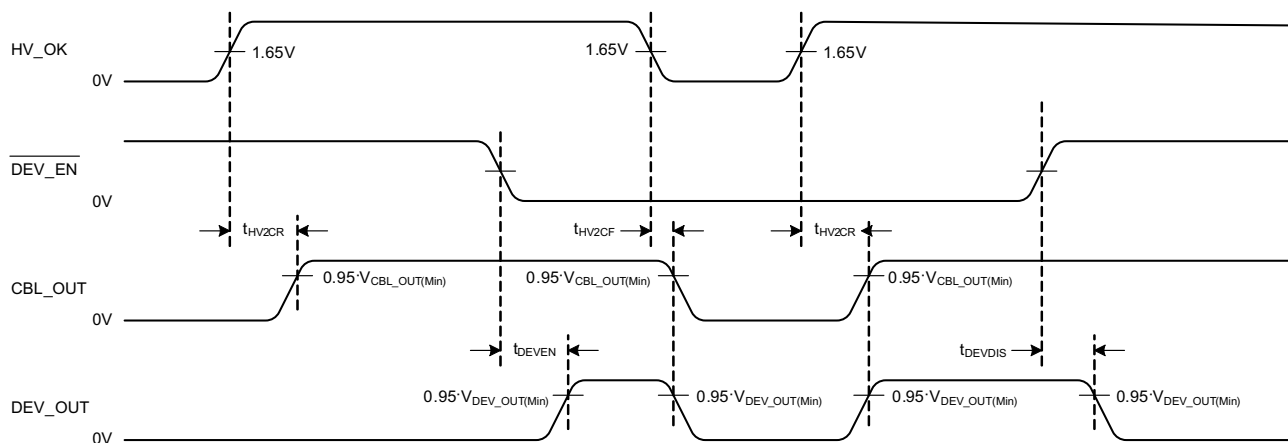 HV_OK
1.65V
1.65V
1.65V
0V
DEV_EN
0V
tHV2CR
tHV2CF
tHV2CR
CBL_OUT
0.95·VCBL_OUT(Min)
0.95·VCBL_OUT(Min)
0.95·VCBL_OUT(Min)
0V
tDEVEN
tDEVDIS
DEV_OUT
0.95·VDEV_OUT(Min)
0.95·VDEV_OUT(Min)
0.95·VDEV_OUT(Min)
0.95·VDEV_OUT(Min)
0V